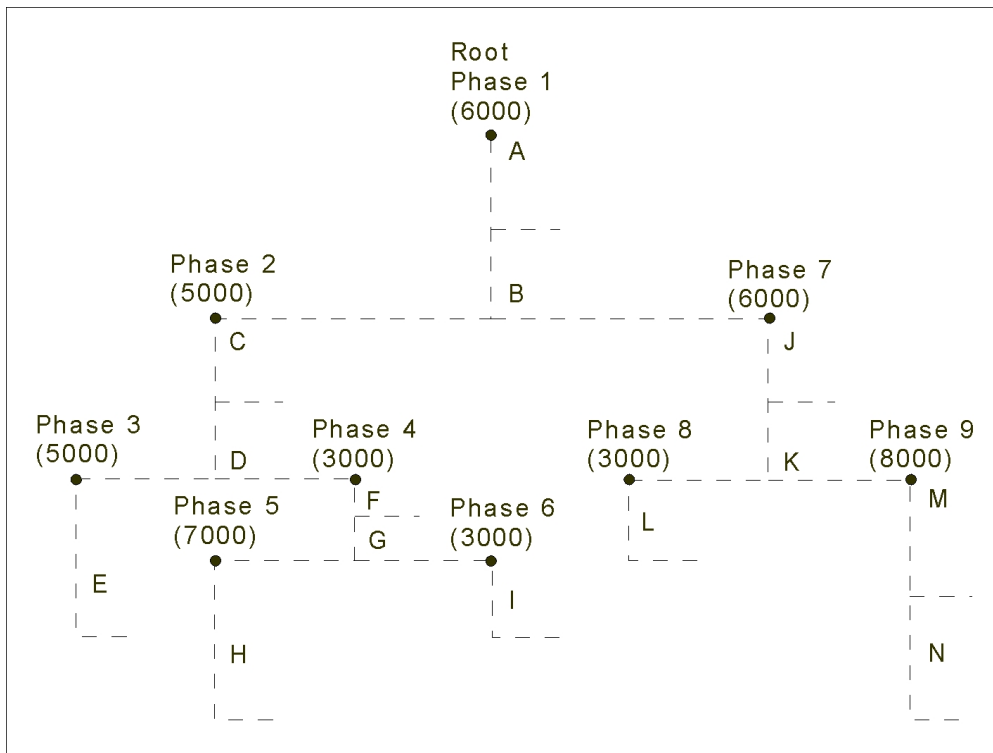 Root
Phase 1
(6000)
A
B
Phase 2
(5000)
C
Phase 7
(6000)
J
D
Phase 3
(5000)
Phase 4
(3000)
F
Phase 8
(3000)
K
Phase 9
(8000)
M
Phase 5
(7000)
G
Phase 6
(3000)
L
E
I
H
N